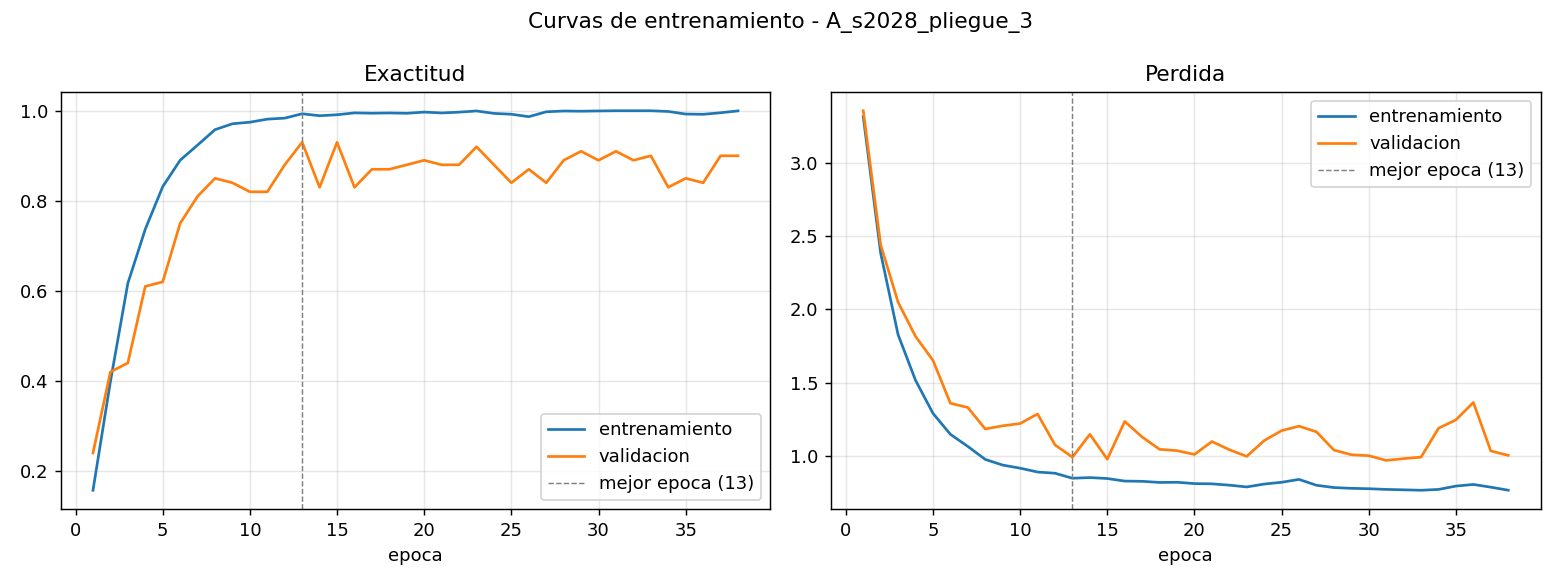 Curvas de entrenamiento - A_s2028_pliegue_3
Exactitud
1.0
0.8
0.6
0.4
0.2
0 5 10 15 20 25 30 35
epoca
entrenamiento
validacion
mejor epoca (13)
Perdida
3.0
2.5
2.0
1.5
1.0
0 5 10 15 20 25 30 35
epoca
entrenamiento
validacion
mejor epoca (13)